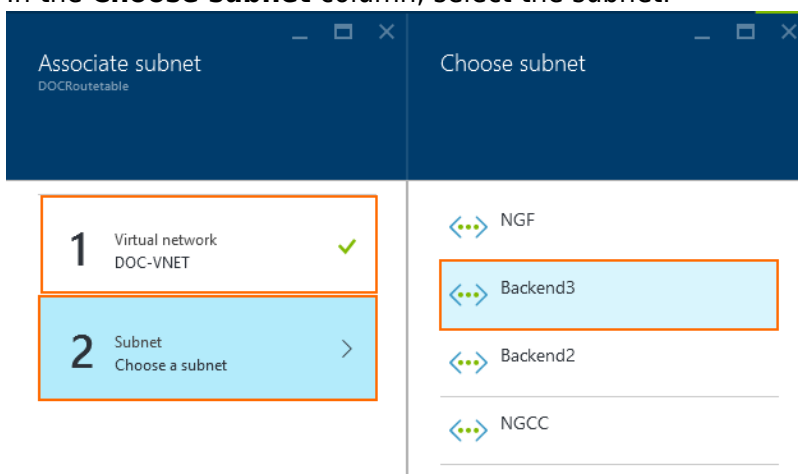 In the Choose Subnet column, select the subnet.
Associate subnet
DOCRoutetable
1
Virtual network
DOC-VNET
2
Subnet
Choose a subnet
Choose subnet
NGF
Backend3
Backend2
NGCC